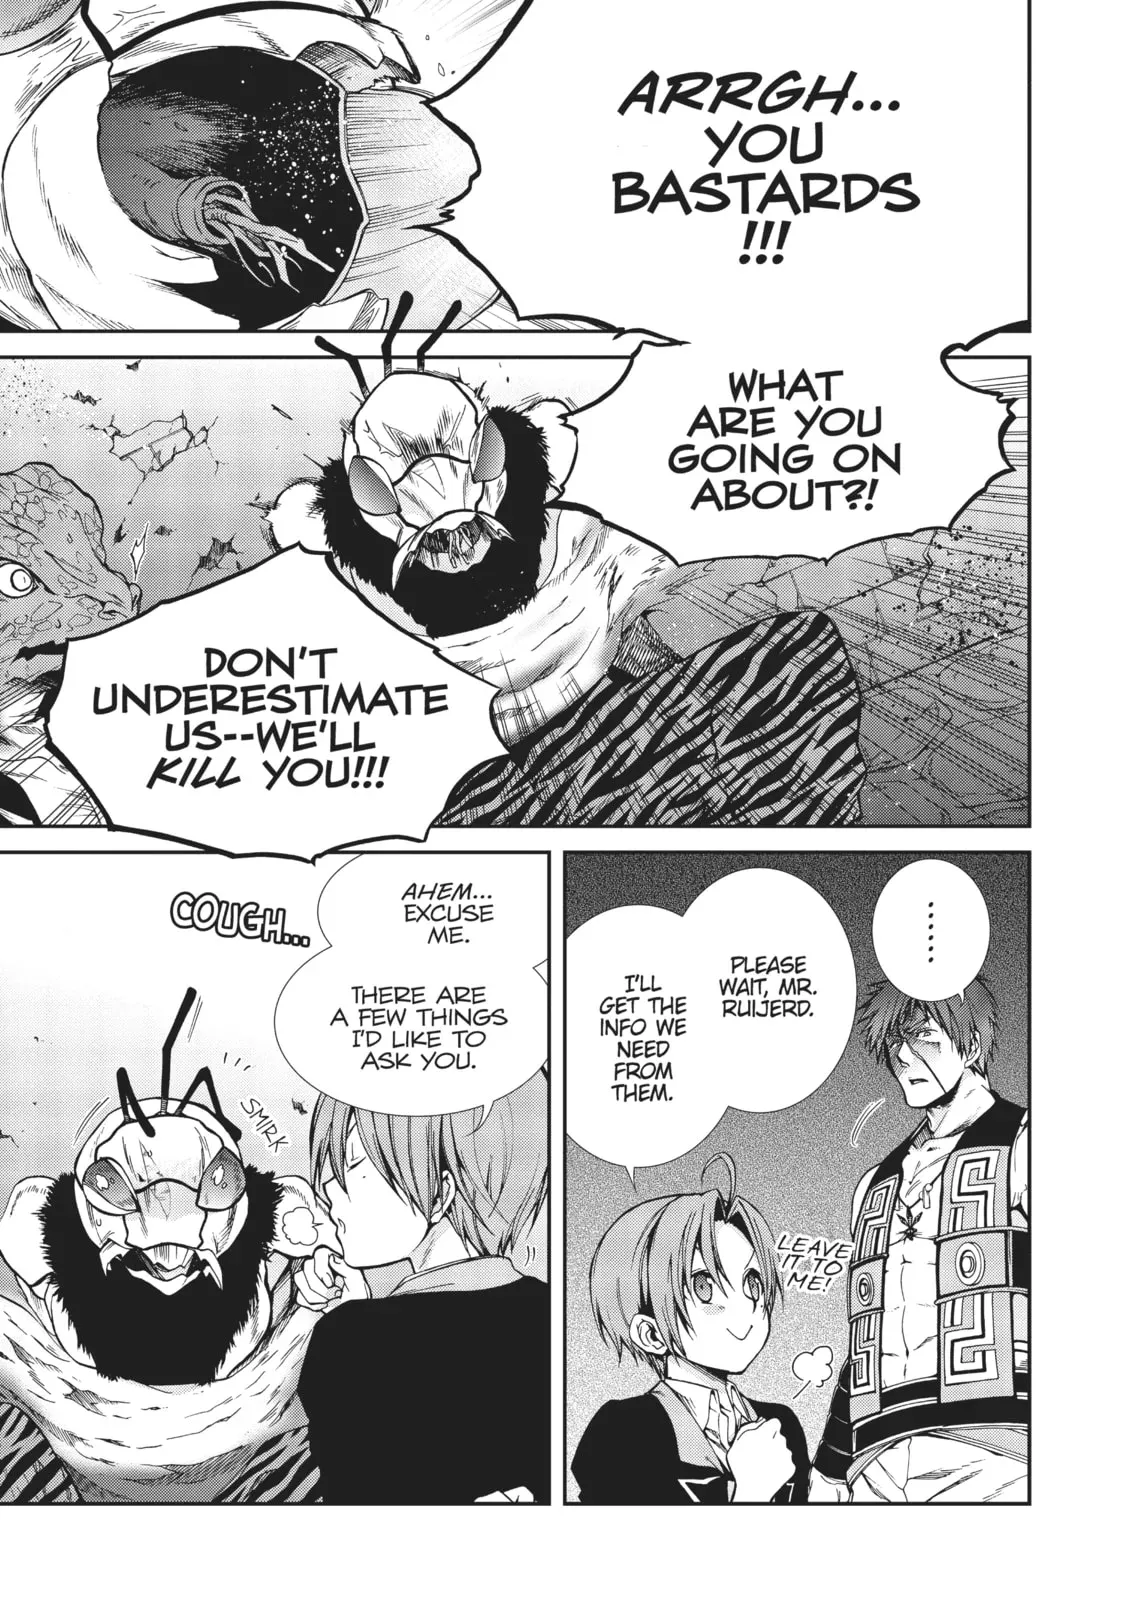 ARRGH...
YOU
BASTARDS
!!!
WHAT
ARE YOU
GOING ON
ABOUT?!
DON'T
UNDERESTIMATE
US--WE'LL
KILL YOU!!!
.......
PLEASE
WAIT, MR.
RUIJERD.
I'LL
GET THE
INFO WE
NEED
FROM
THEM.
LEAVE
IT TO
ME!
AHEM...
EXCUSE
ME.
COUGH...
THERE ARE
A FEW THINGS
I'D LIKE TO
ASK YOU.
SMIRK